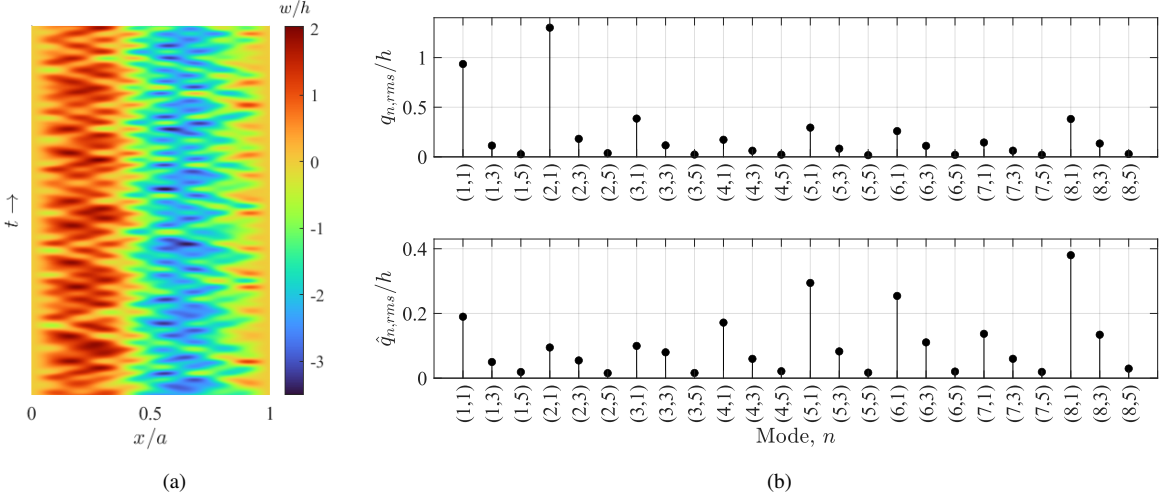 w/h
2
1
0
-1
-2
-3
t →
0
0.5
1
x/a
(a)
q_{n,rms}/h
1
0.5
0
(1,1) (1,3) (1,5) (2,1) (2,3) (2,5) (3,1) (3,3) (3,5) (4,1) (4,3) (4,5) (5,1) (5,3) (5,5) (6,1) (6,3) (6,5) (7,1) (7,3) (7,5) (8,1) (8,3) (8,5)
q̂_{n,rms}/h
0.4
0.2
0
(1,1) (1,3) (1,5) (2,1) (2,3) (2,5) (3,1) (3,3) (3,5) (4,1) (4,3) (4,5) (5,1) (5,3) (5,5) (6,1) (6,3) (6,5) (7,1) (7,3) (7,5) (8,1) (8,3) (8,5)
Mode, n
(b)